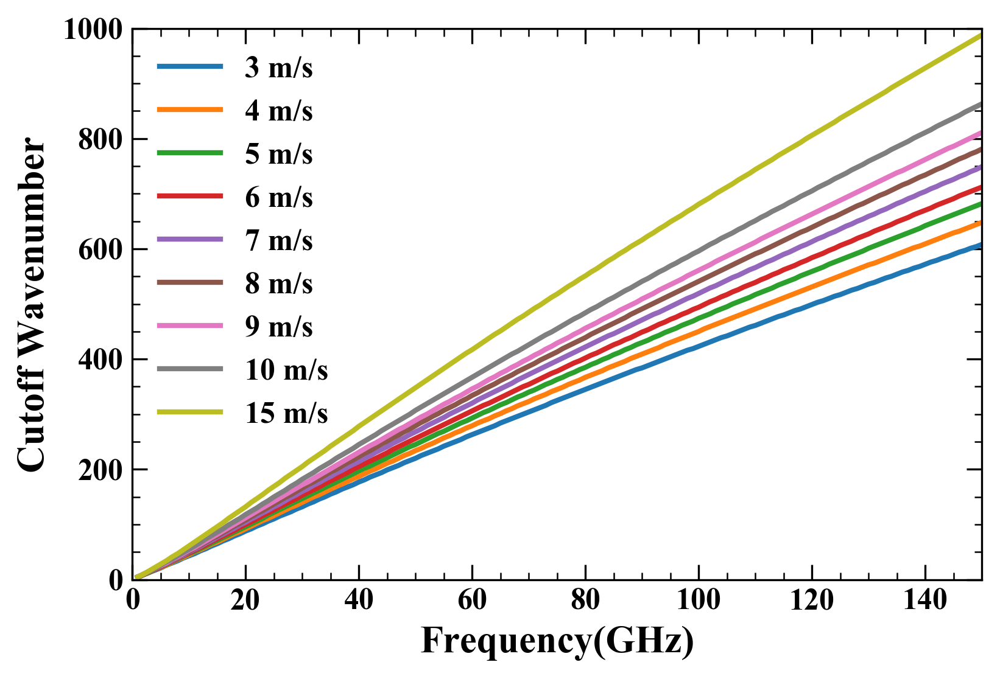 1000
800
600
400
200
0
Cutoff Wavenumber
3 m/s
4 m/s
5 m/s
6 m/s
7 m/s
8 m/s
9 m/s
10 m/s
15 m/s
0 20 40 60 80 100 120 140
Frequency(GHz)